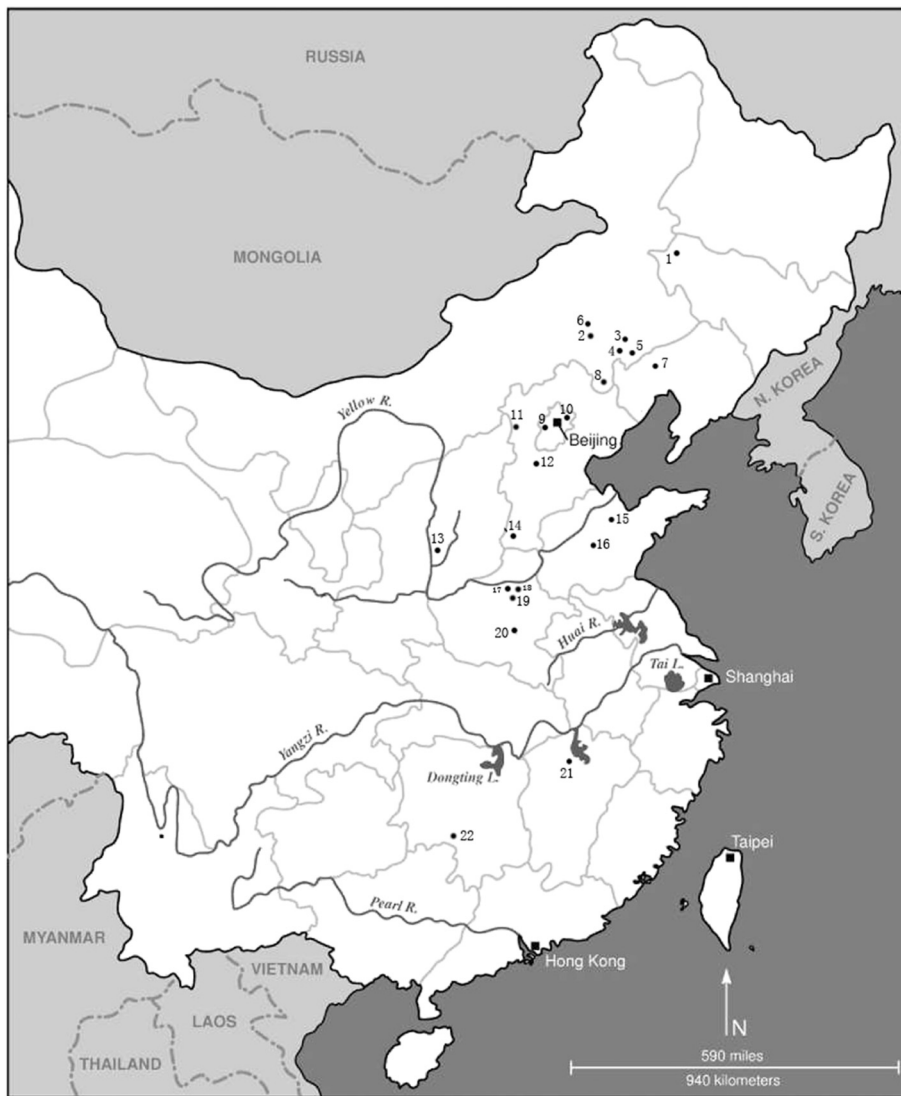 RUSSIA
MONGOLIA
1
6
2
3
4
5
7
8
N. KOREA
Yellow R.
11
9
10
Beijing
12
S. KOREA
15
13
14
16
17
18
19
20
Huai R.
Tai L.
Shanghai
Yangzi R.
Dongting L.
21
22
Taipei
Pearl R.
MYANMAR
VIETNAM
Hong Kong
LAOS
N
THAILAND
590 miles
940 kilometers